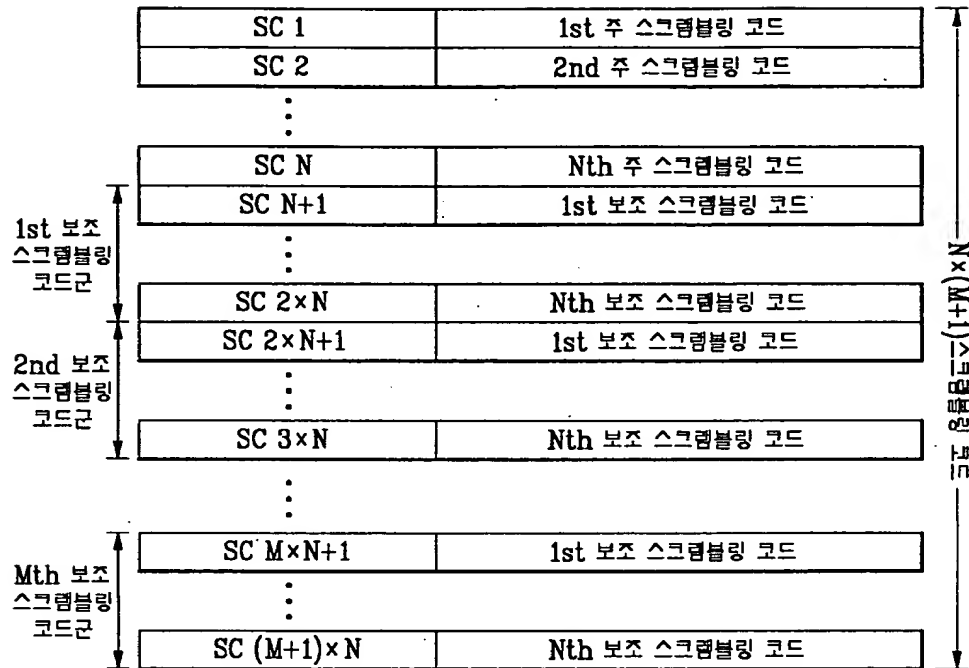 SC 1 1st 주 스크램블링 코드
SC 2 2nd 주 스크램블링 코드
SC N Nth 주 스크램블링 코드
SC N+1 1st 보조 스크램블링 코드
1st 보조
스크램블링
코드군
SC 2×N Nth 보조 스크램블링 코드
SC 2×N+1 1st 보조 스크램블링 코드
2nd 보조
스크램블링
코드군
SC 3×N Nth 보조 스크램블링 코드
SC M×N+1 1st 보조 스크램블링 코드
Mth 보조
스크램블링
코드군
SC (M+1)×N Nth 보조 스크램블링 코드
N×(M+1)스크램블링 코드